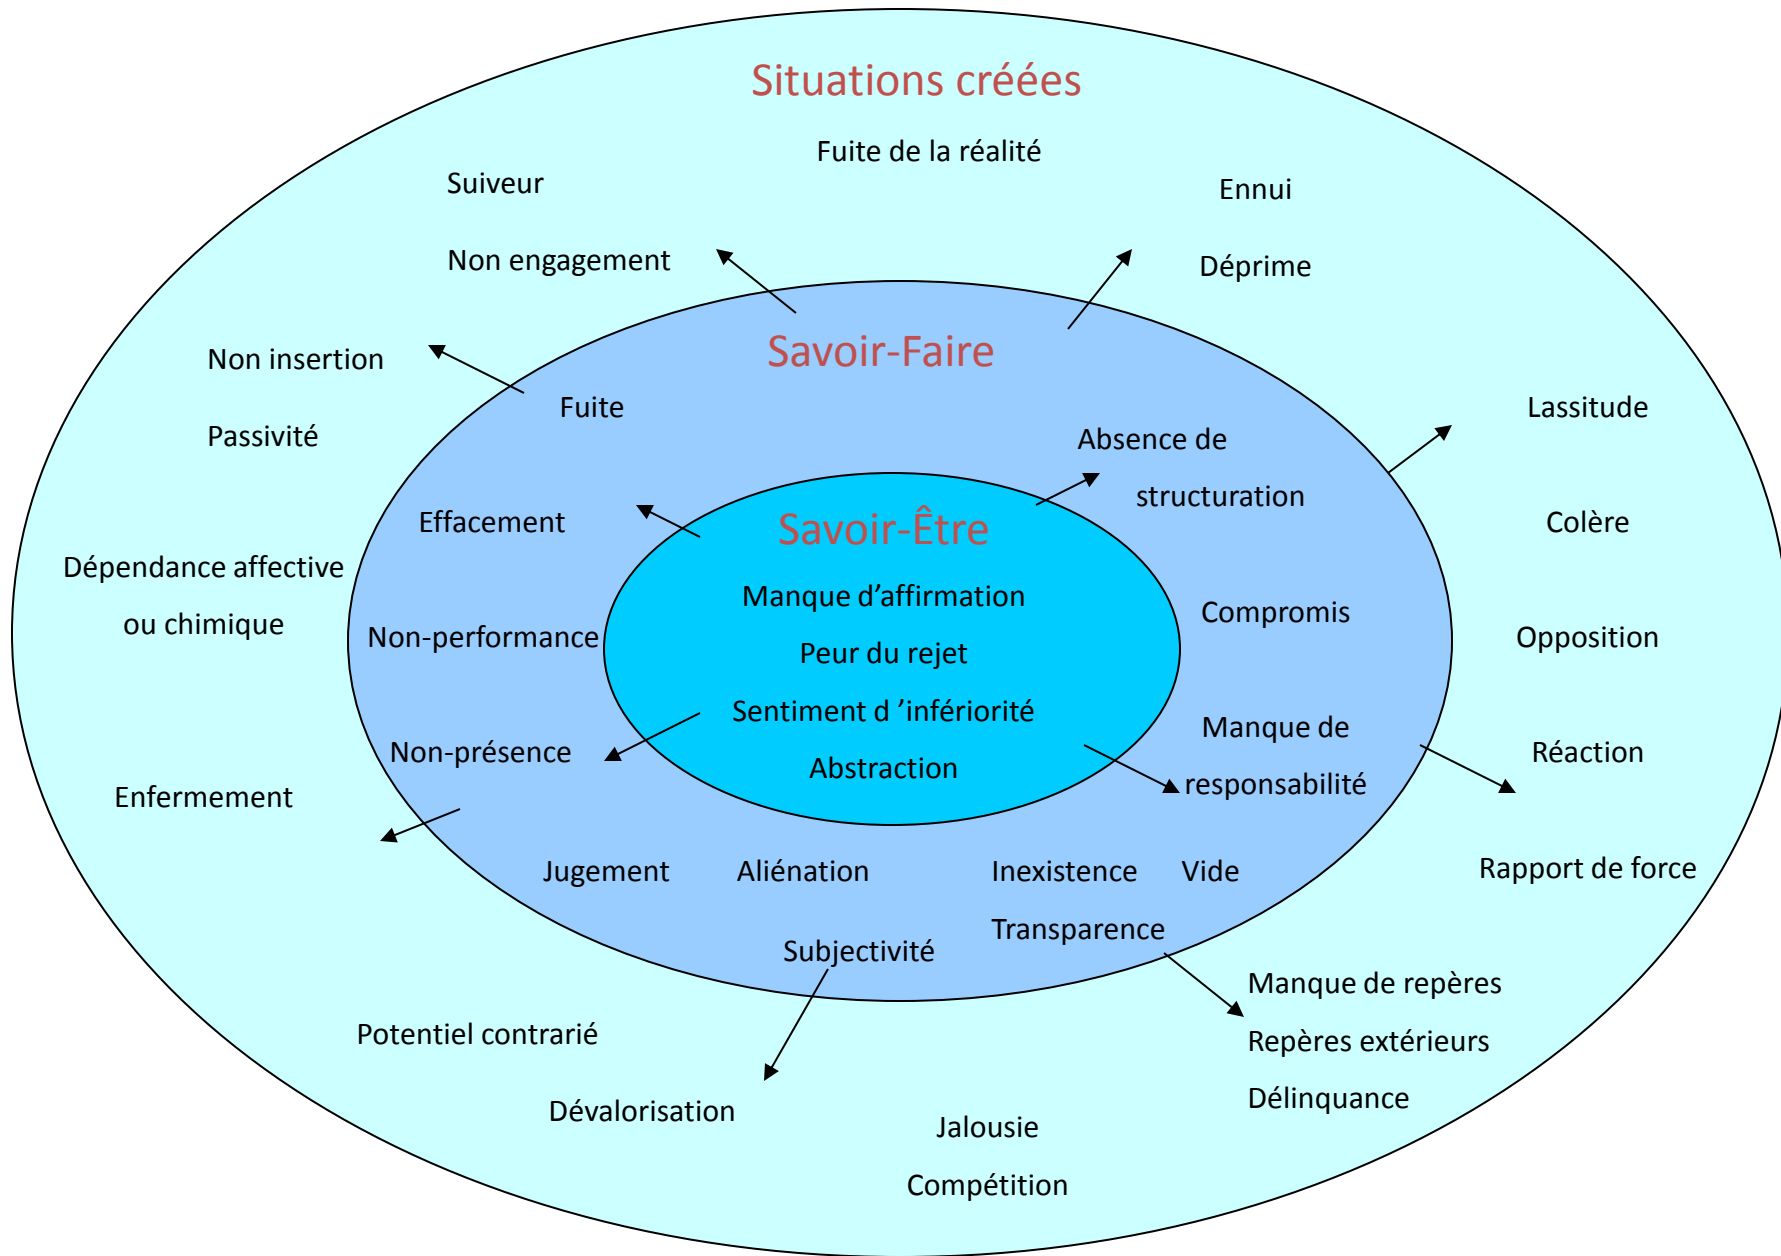 Situations créées
Fuite de la réalité
Suiveur
Ennui
Non engagement
Déprime
Savoir-Faire
Non insertion
Fuite
Lassitude
Passivité
Absence de
structuration
Effacement
Savoir-Être
Colère
Dépendance affective
ou chimique
Manque d’affirmation
Compromis
Non-performance
Peur du rejet
Opposition
Sentiment d ’infériorité
Manque de
responsabilité
Non-présence
Abstraction
Réaction
Enfermement
Jugement
Aliénation
Inexistence
Vide
Rapport de force
Transparence
Subjectivité
Manque de repères
Potentiel contrarié
Repères extérieurs
Dévalorisation
Délinquance
Jalousie
Compétition